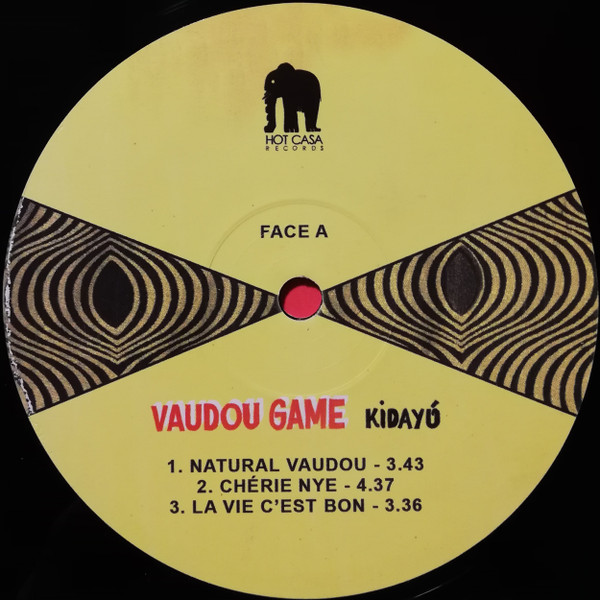 HOT CASA
RECORDS
FACE A
VAUDOU GAME KiDAYÚ
1. NATURAL VAUDOU - 3.43
2. CHÉRIE NYE - 4.37
3. LA VIE C'EST BON - 3.36